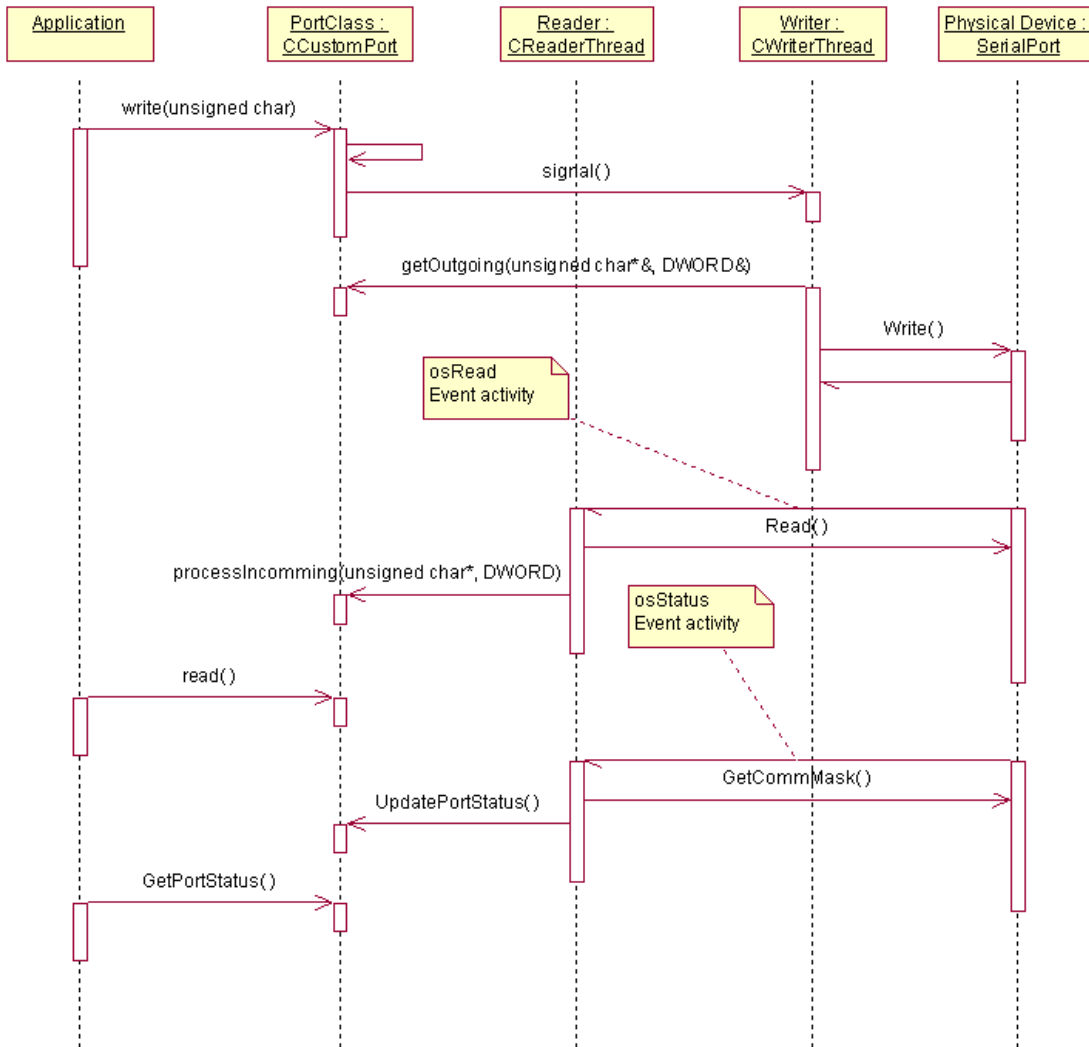 Application
PortClass :
CCustomPort
Reader :
CReaderThread
Writer :
CWriterThread
Physical Device :
SerialPort
write(unsigned char)
signal()
getOutgoing(unsigned char*&, DWORD&)
Write()
osRead
Event activity
Read()
processIncomming(unsigned char*, DWORD)
osStatus
Event activity
read()
GetCommMask()
UpdatePortStatus()
GetPortStatus()